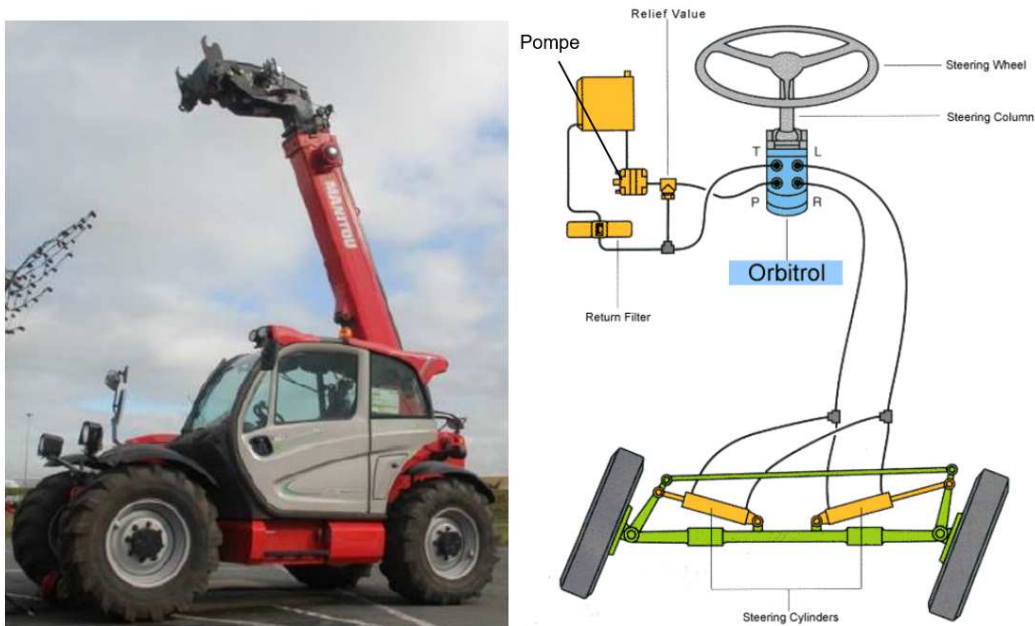 MANITOU
Relief Value
Pompe
Steering Wheel
Steering Column
T L
P R
Orbitrol
Return Filter
Steering Cylinders